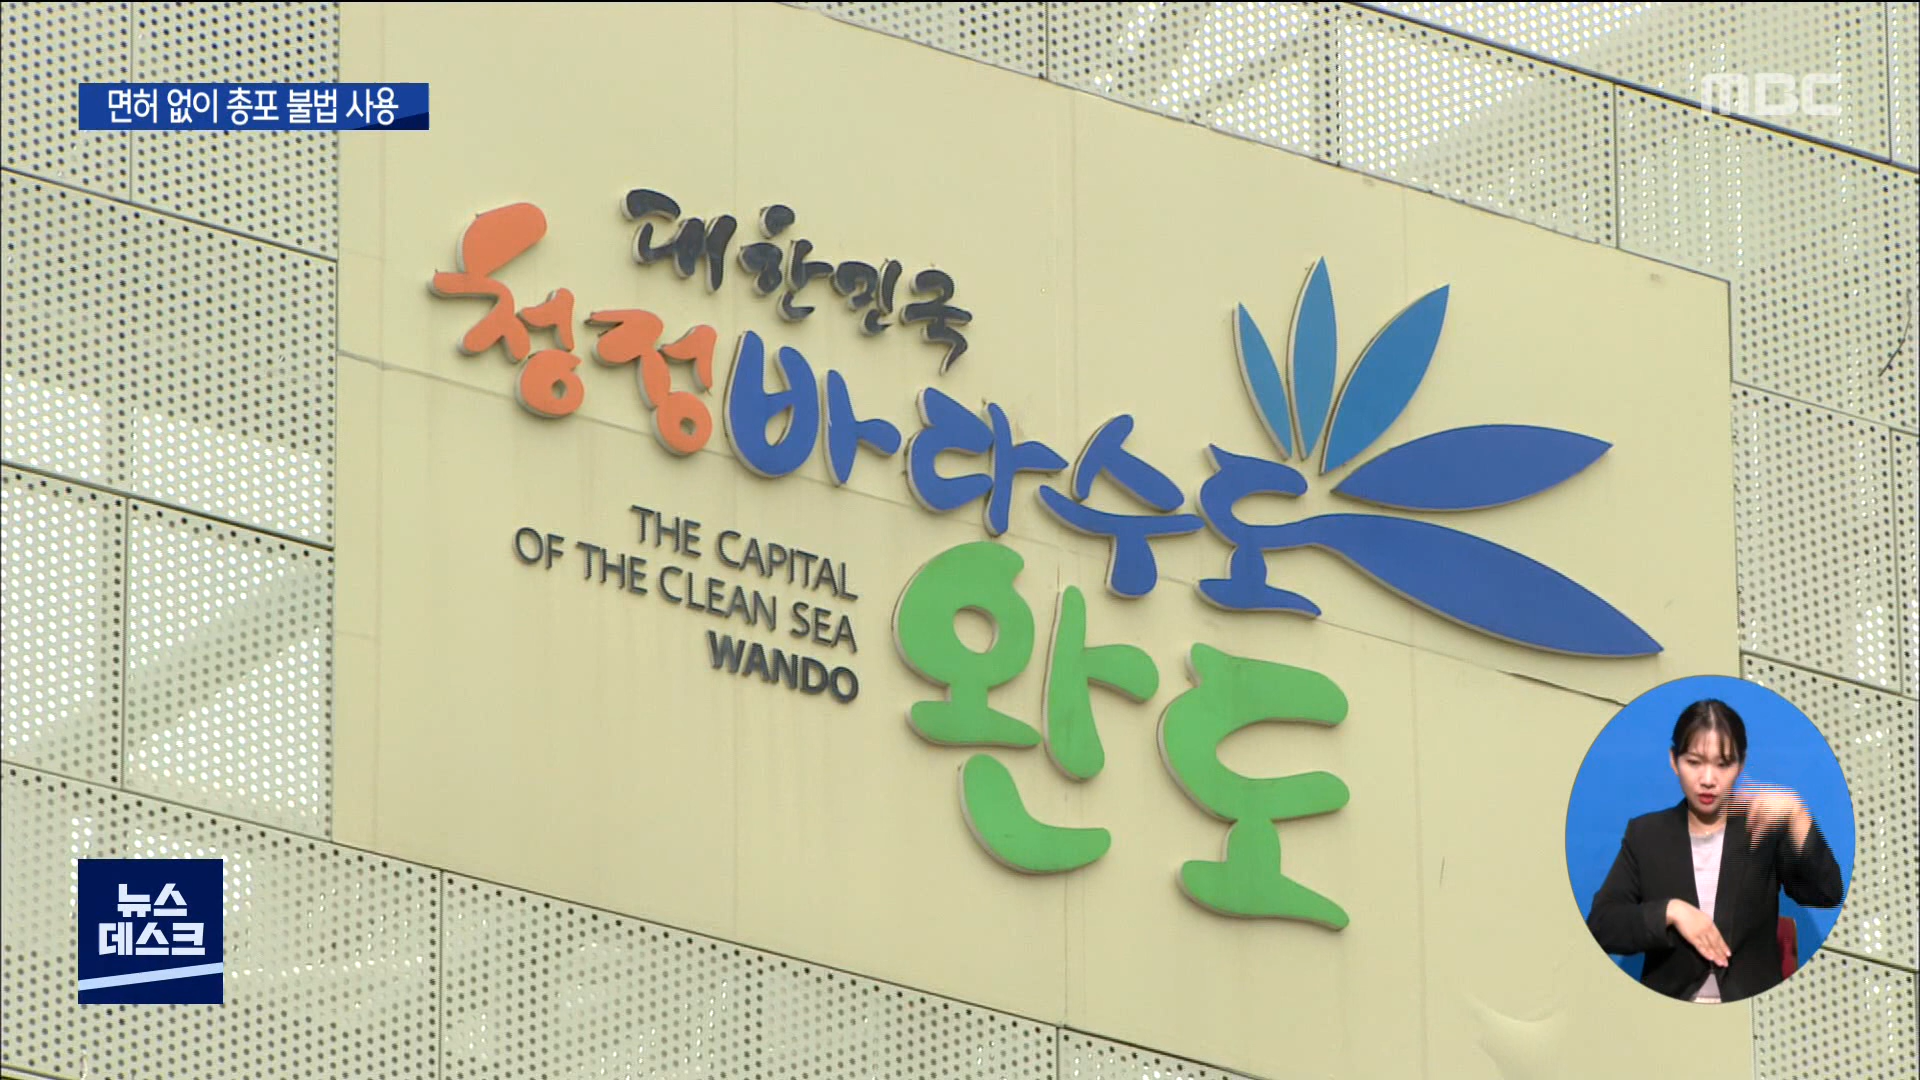 면허 없이 총포 불법 사용
MBC
대한민국
청정바다수도
THE CAPITAL
OF THE CLEAN SEA
WANDO
완도
뉴스
데스크